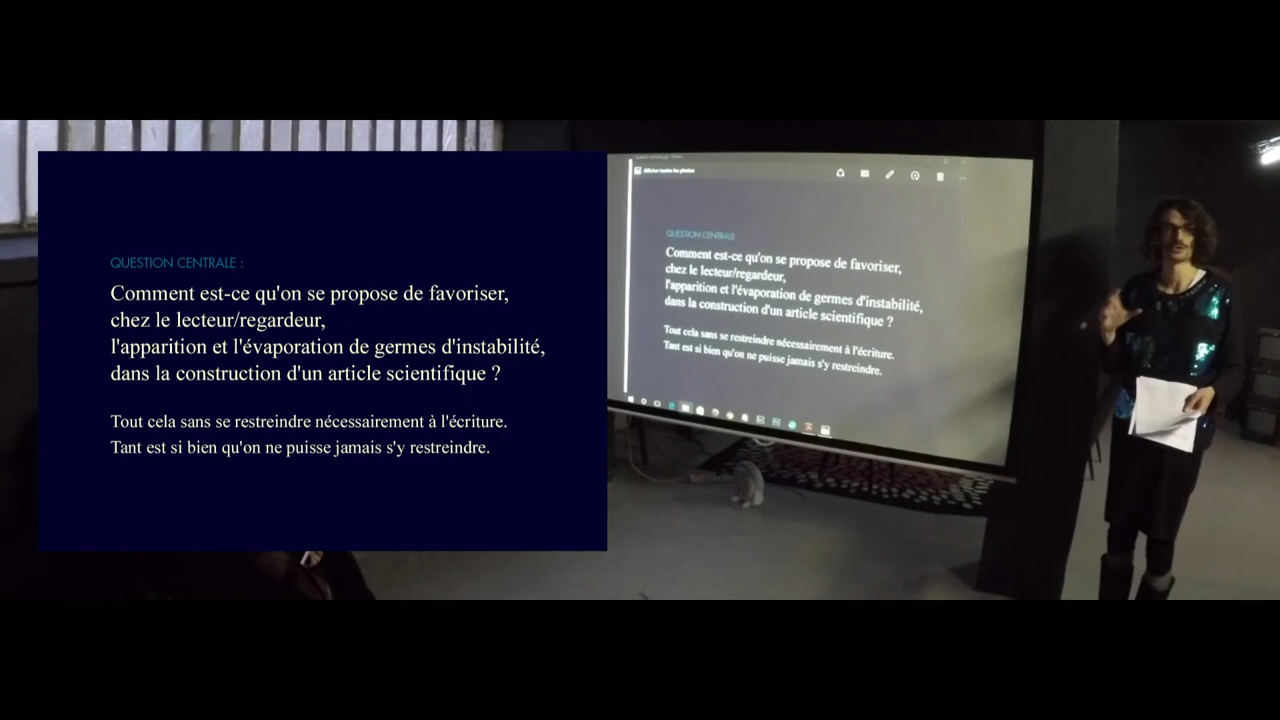 QUESTION CENTRALE :
Comment est-ce qu'on se propose de favoriser,
chez le lecteur/regardeur,
l'apparition et l'évaporation de germes d'instabilité,
dans la construction d'un article scientifique ?
Tout cela sans se restreindre nécessairement à l'écriture.
Tant est si bien qu'on ne puisse jamais s'y restreindre.
Afficher toutes les photos
QUESTION CENTRALE
Comment est-ce qu'on se propose de favoriser,
chez le lecteur/regardeur,
l'apparition et l'évaporation de germes d'instabilité,
dans la construction d'un article scientifique ?
Tout cela sans se restreindre nécessairement à l'écriture.
Tant est si bien qu'on ne puisse jamais s'y restreindre.